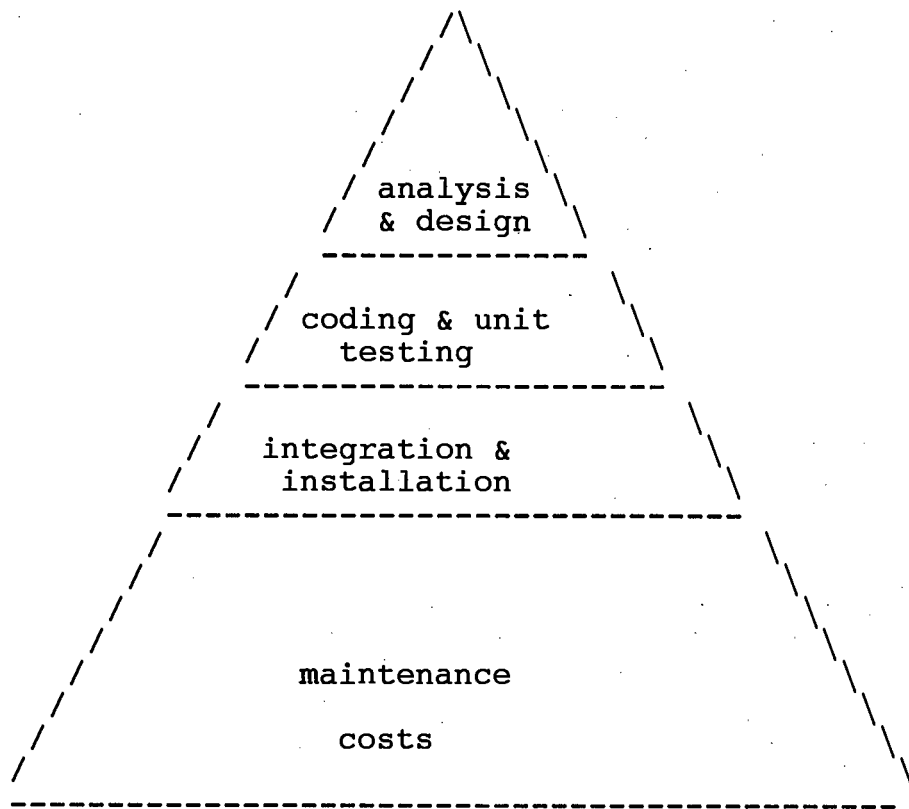 analysis
& design
coding & unit
testing
integration &
installation
maintenance
costs